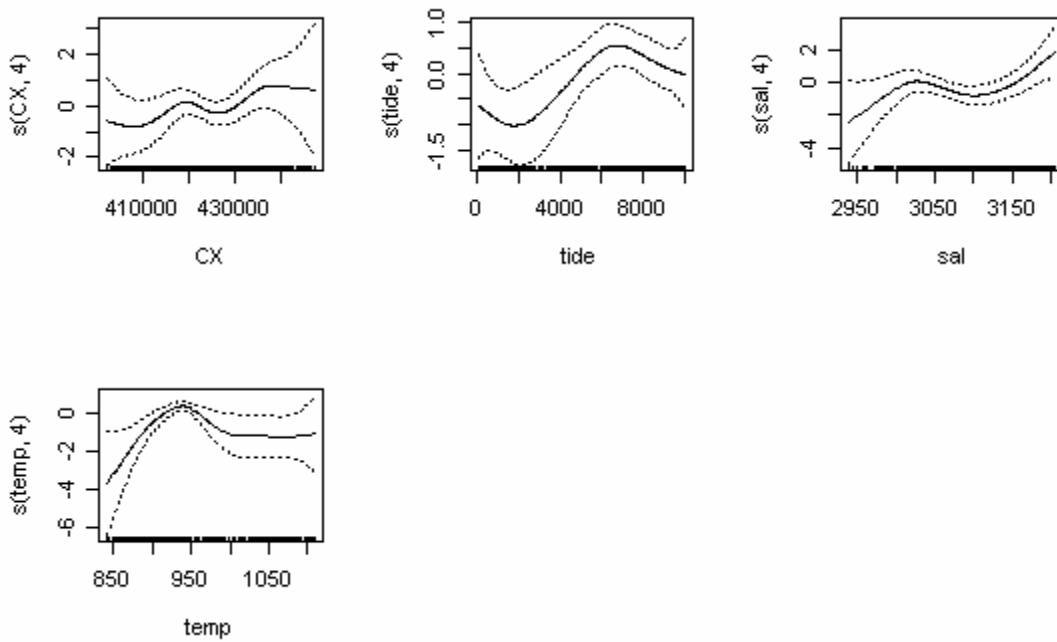 s(CX, 4)
2
0
-2
410000 430000
CX
s(tide, 4)
1.0
0.0
-1.5
0 4000 8000
tide
s(sal, 4)
2
0
-4
2950 3050 3150
sal
s(temp, 4)
0
-2
-4
-6
850 950 1050
temp